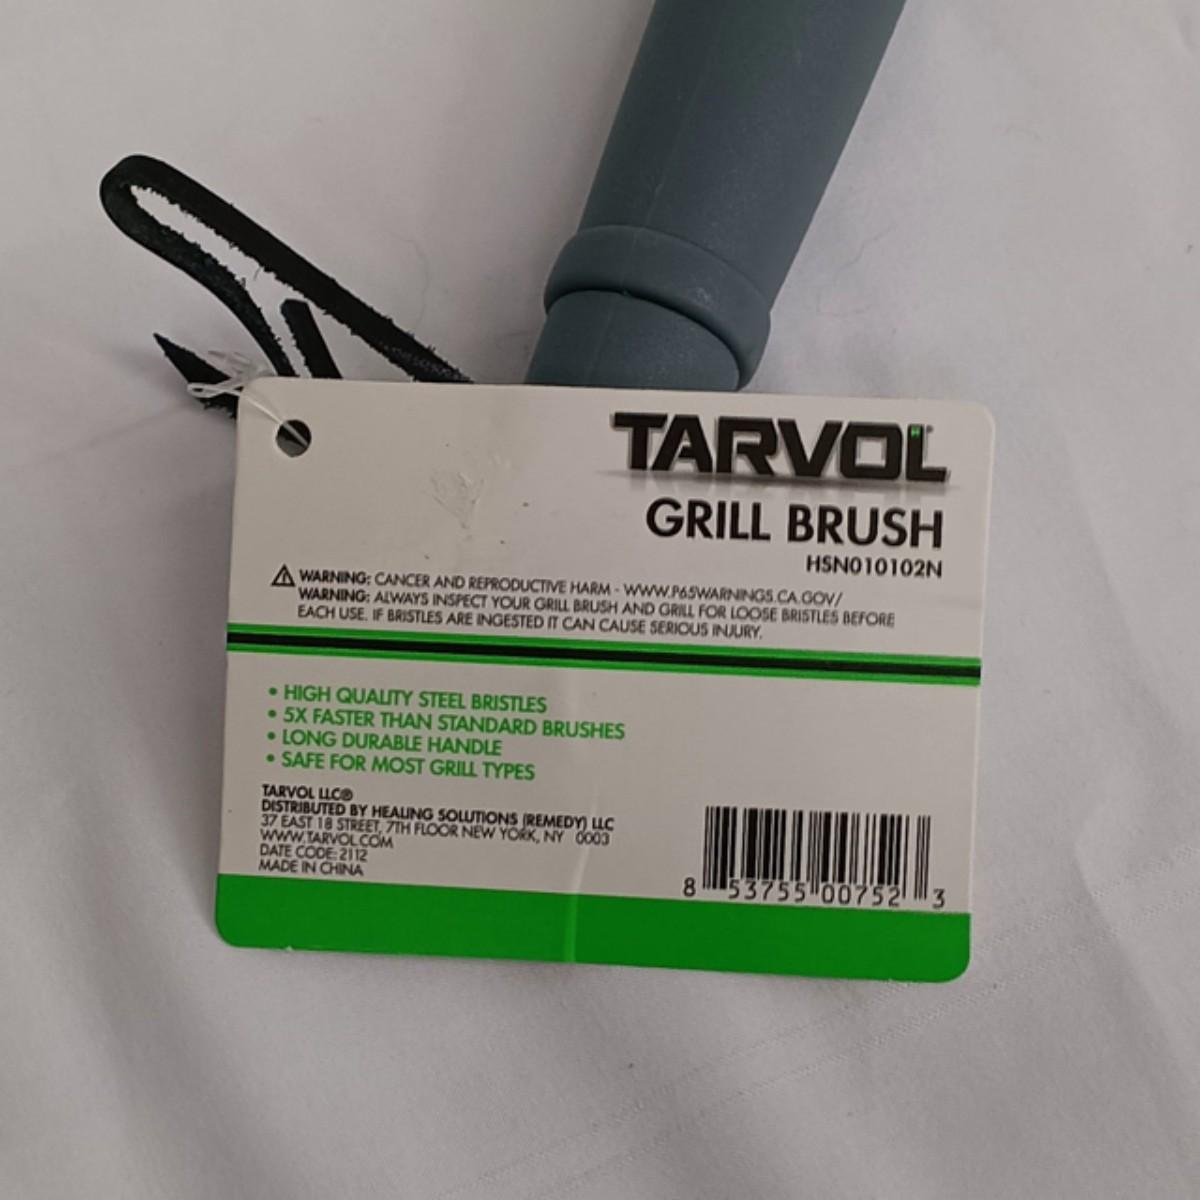 TARVOL®
GRILL BRUSH
HSN010102N
WARNING: CANCER AND REPRODUCTIVE HARM - WWW.P65WARNINGS.CA.GOV/
WARNING: ALWAYS INSPECT YOUR GRILL BRUSH AND GRILL FOR LOOSE BRISTLES BEFORE
EACH USE. IF BRISTLES ARE INGESTED IT CAN CAUSE SERIOUS INJURY.
• HIGH QUALITY STEEL BRISTLES
• 5X FASTER THAN STANDARD BRUSHES
• LONG DURABLE HANDLE
• SAFE FOR MOST GRILL TYPES
TARVOL LLC®
DISTRIBUTED BY HEALING SOLUTIONS (REMEDY) LLC
37 EAST 18 STREET, 7TH FLOOR NEW YORK, NY 0003
WWW.TARVOL.COM
DATE CODE: 2112
MADE IN CHINA
8 53755 00752 3